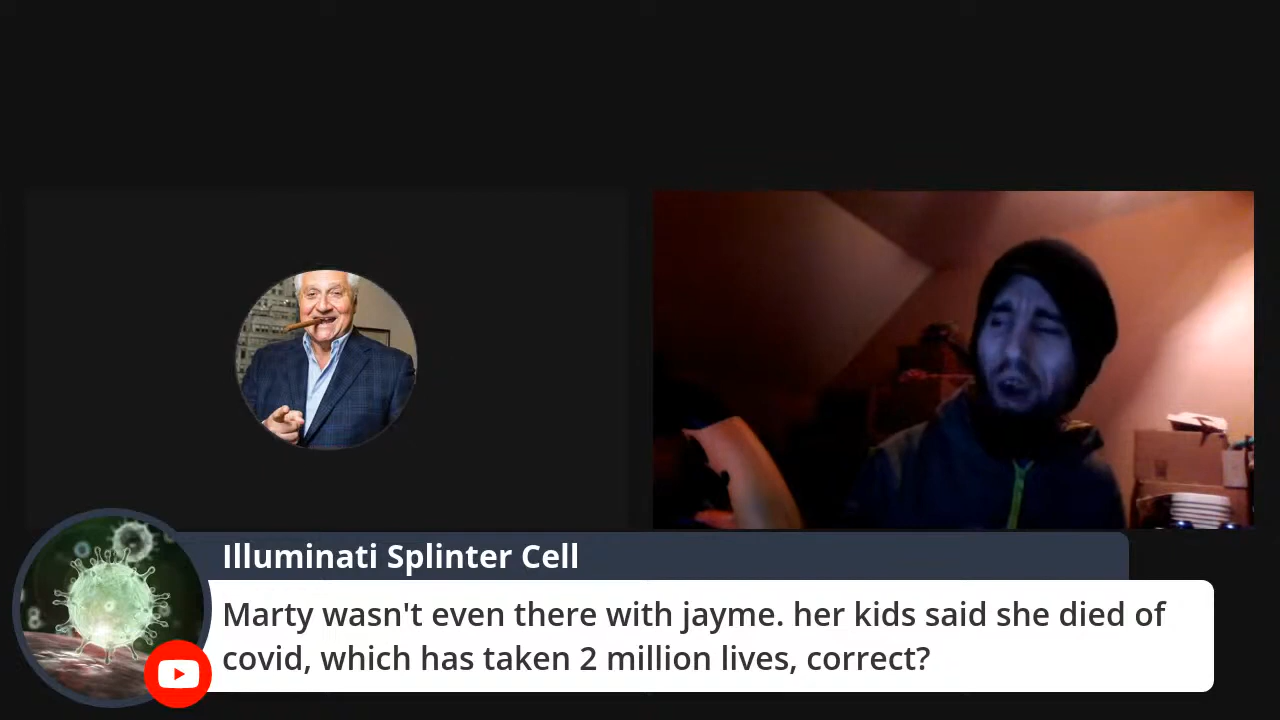 Illuminati Splinter Cell
Marty wasn't even there with jayme. her kids said she died of
covid, which has taken 2 million lives, correct?